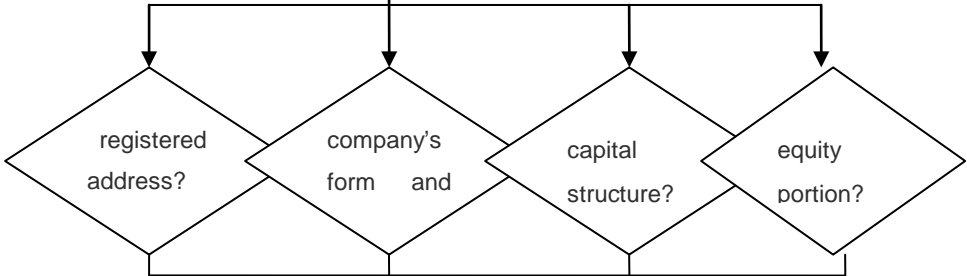 registered
address?
company's
form and
capital
structure?
equity
portion?